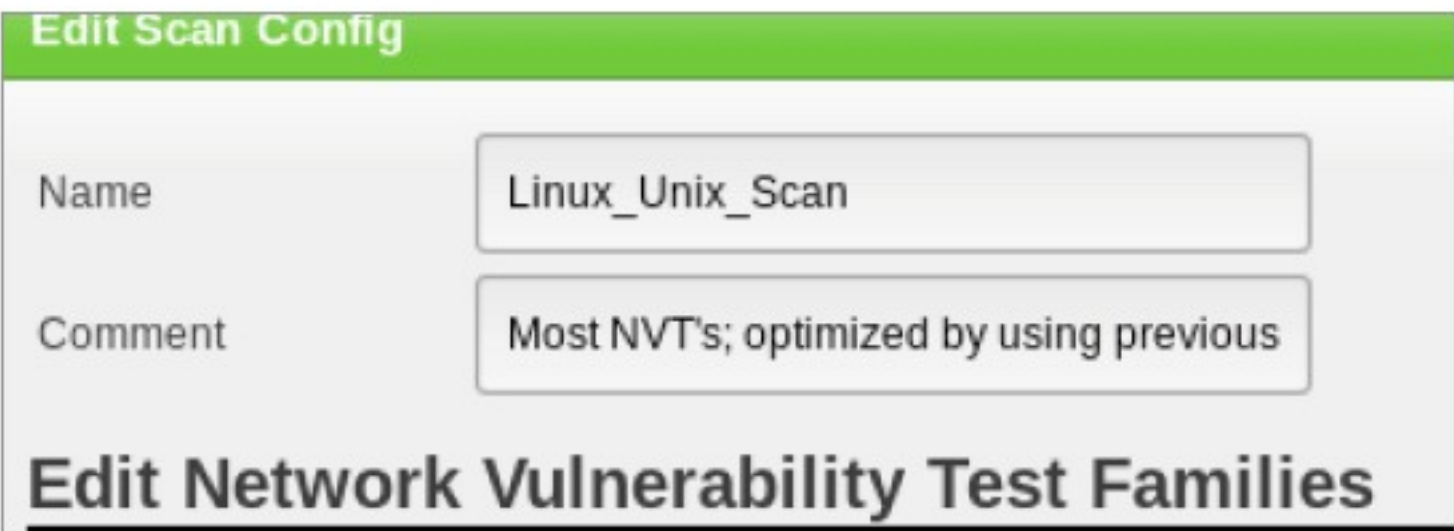 Edit Scan Config
Name Linux_Unix_Scan
Comment Most NVT's; optimized by using previous
Edit Network Vulnerability Test Families